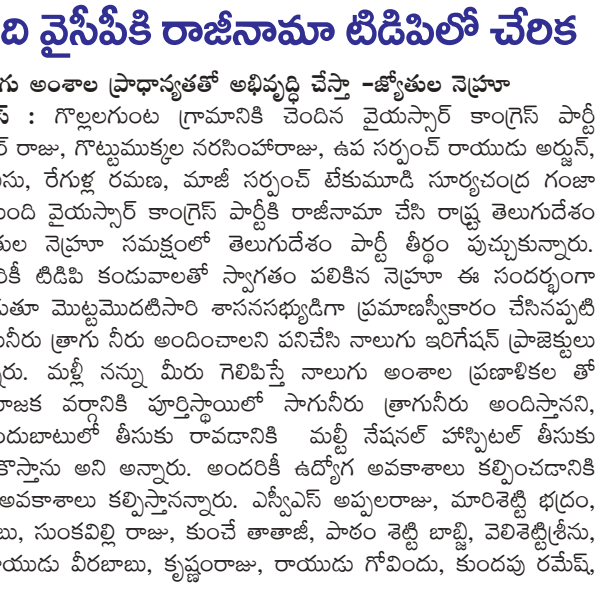 ది వైసీపీకి రాజీనామా టిడిపిలో చేరిక
గు అంశాల ప్రాధాన్యతతో అభివృద్ధి చేస్తా -జ్యోతుల నెహ్రూ
స్ : గొల్లలగుంట గ్రామానికి చెందిన వైయస్సార్ కాంగ్రెస్ పార్టీ
ర్ రాజు, గొట్టుముక్కల నరసింహరాజు, ఉప సర్పంచ్ రాయుడు అర్జున్,
సు, రేగుళ్ల రమణ, మాజీ సర్పంచ్ టేకుమూడి సూర్యచంద్ర గంజా
మంది వైయస్సార్ కాంగ్రెస్ పార్టీకి రాజీనామా చేసి రాష్ట్ర తెలుగుదేశం
తుల నెహ్రూ సమక్షంలో తెలుగుదేశం పార్టీ తీర్థం పుచ్చుకున్నారు.
రికీ టిడిపి కండువాలతో స్వాగతం పలికిన నెహ్రూ ఈ సందర్భంగా
డుతూ మొట్టమొదటిసారి శాసనసభ్యుడిగా ప్రమాణస్వీకారం చేసినప్పటి
నీరు త్రాగు నీరు అందించాలని పనిచేసి నాలుగు ఇరిగేషన్ ప్రాజెక్టులు
్నారు. మళ్లీ నన్ను మీరు గెలిపిస్తే నాలుగు అంశాల ప్రణాళికల తో
ాజక వర్గానికి పూర్తిస్థాయిలో సాగునీరు త్రాగునీరు అందిస్తానని,
ందుబాటులో తీసుకు రావడానికి మల్టీ నేషనల్ హాస్పిటల్ తీసుకు
కొస్తాను అని అన్నారు. అందరికీ ఉద్యోగ అవకాశాలు కల్పించడానికి
అవకాశాలు కల్పిస్తానన్నారు. ఎస్వీఎస్ అప్పలరాజు, మారిశెట్టి భద్రం,
బు, సుంకవిల్లి రాజు, కుంచే తాతాజీ, పాఠం శెట్టి బాబ్జి, వెలిశెట్టిశ్రీను,
ాయుడు వీరబాబు, కృష్ణంరాజు, రాయుడు గోవిందు, కుందపు రమేష్,